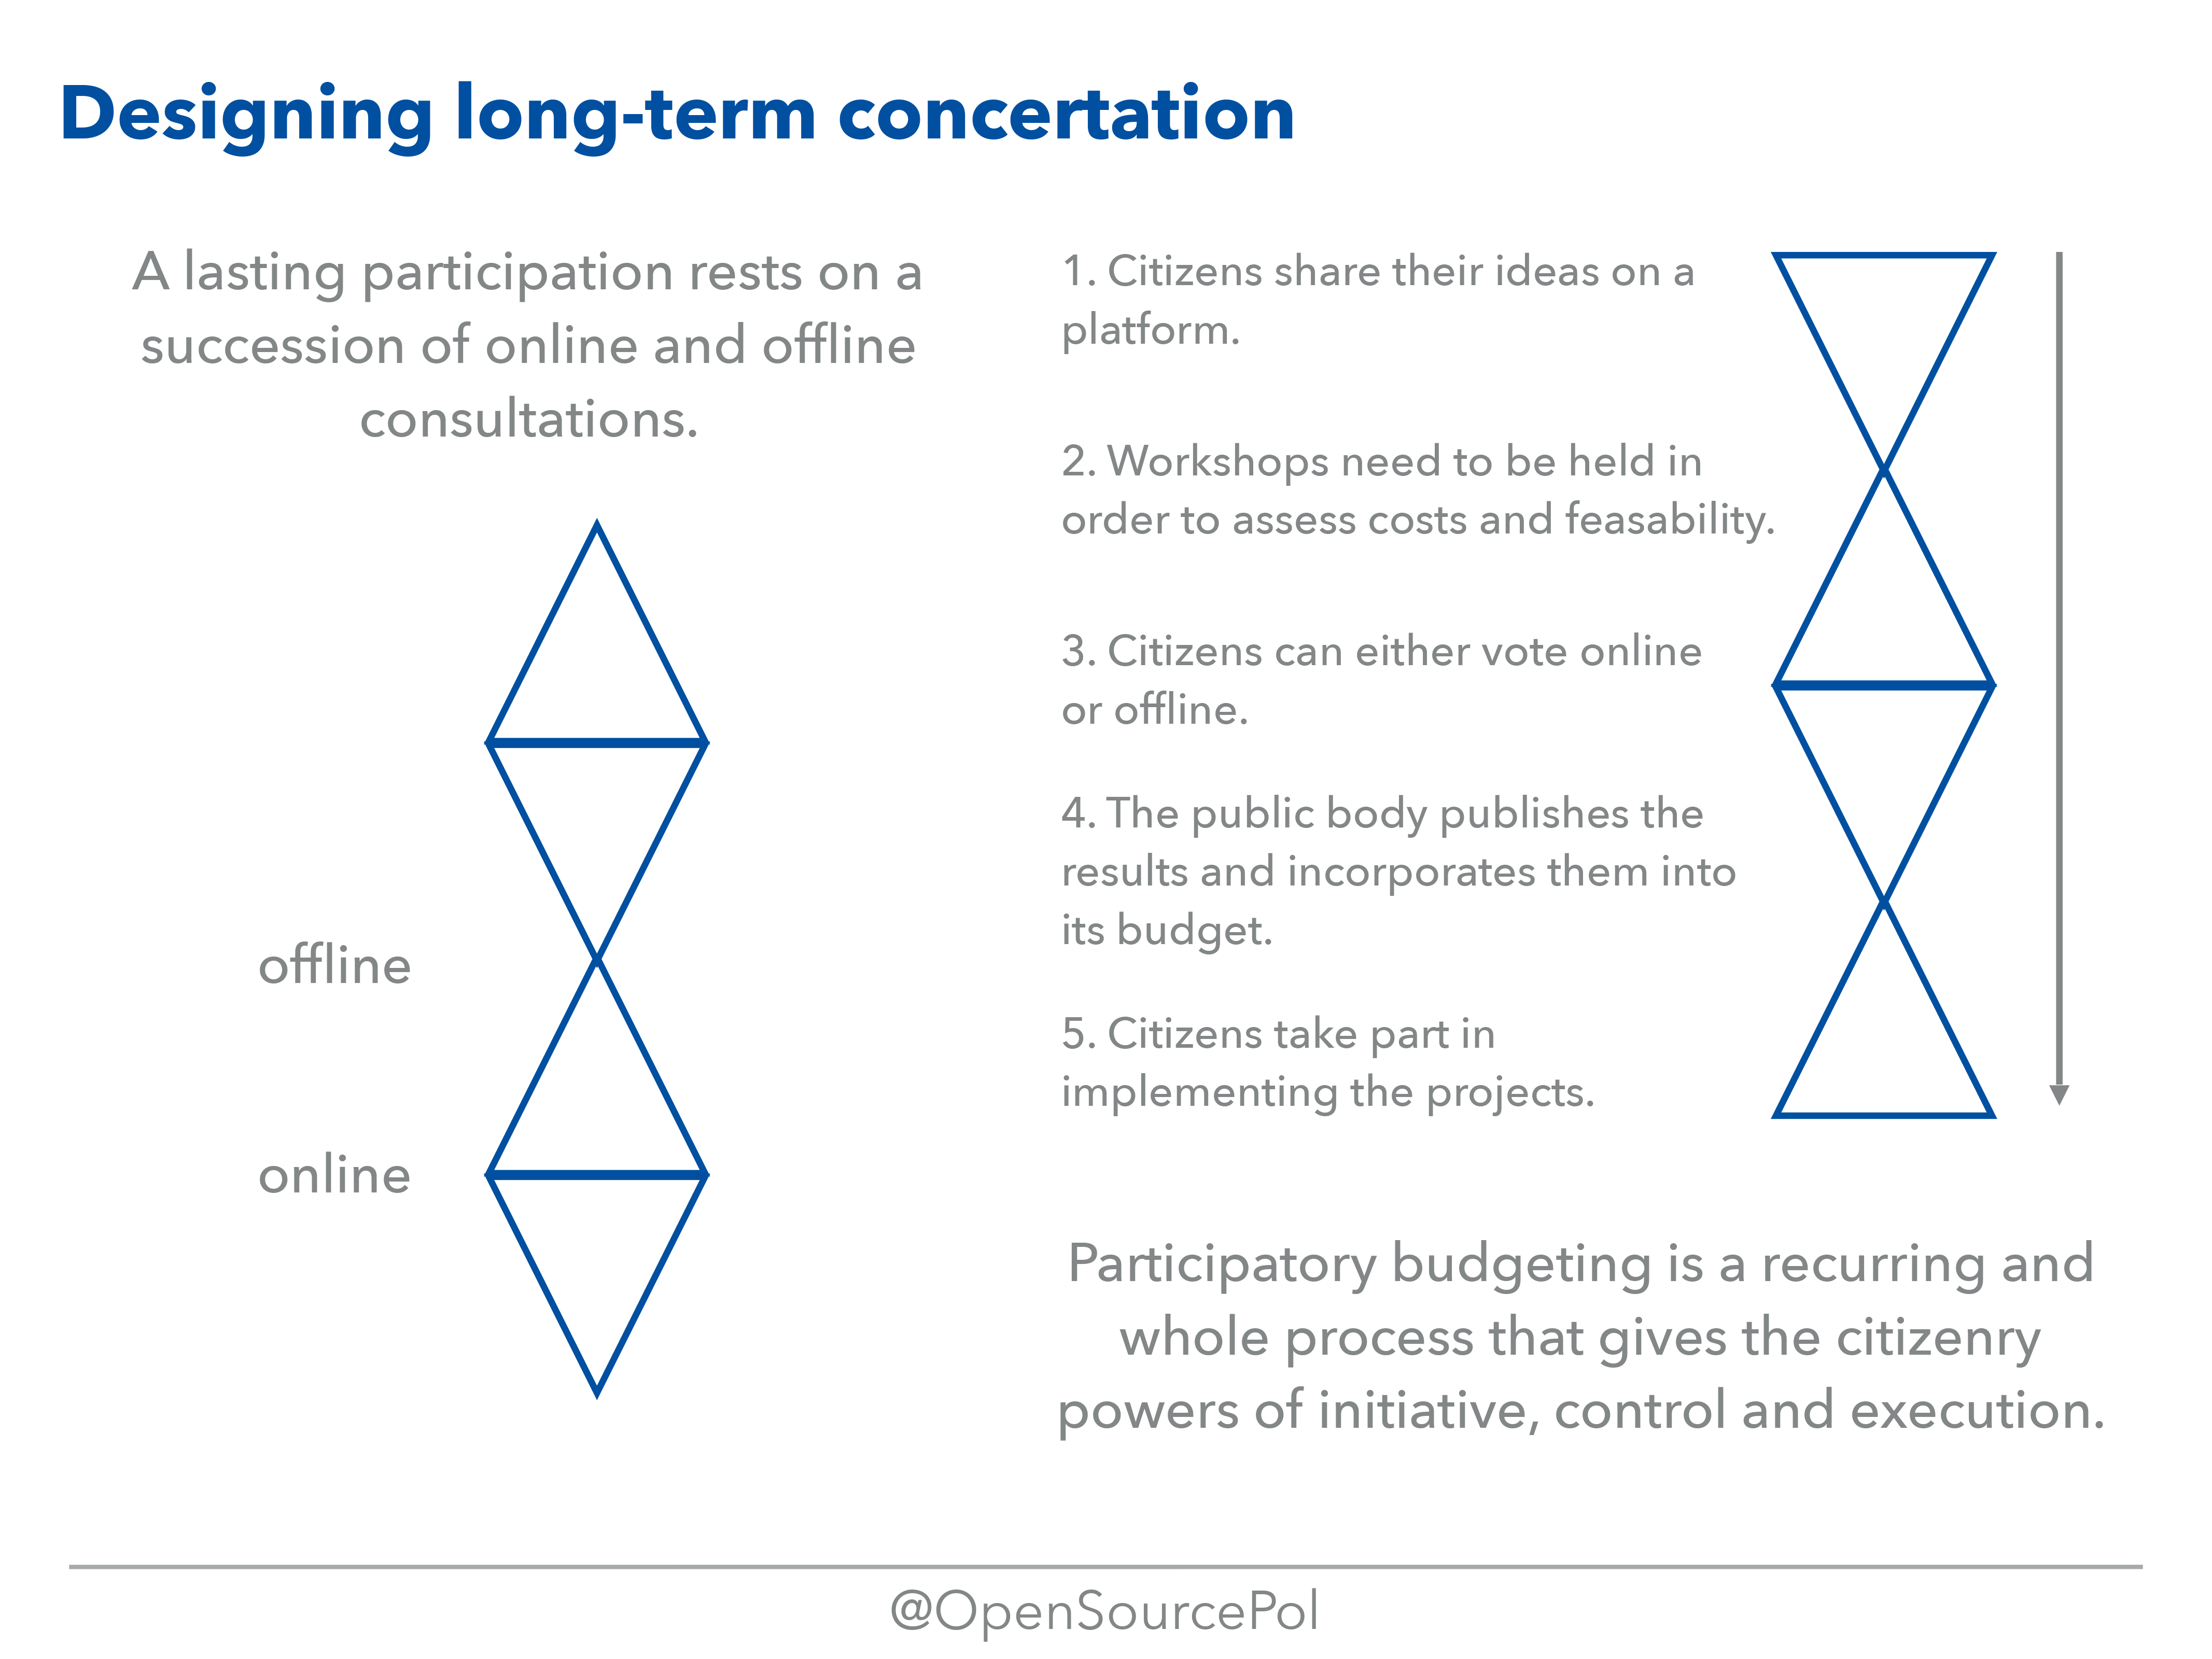 Designing long-term concertation
A lasting participation rests on a
succession of online and offline
consultations.
offline
online
1. Citizens share their ideas on a
platform.
2. Workshops need to be held in
order to assess costs and feasability.
3. Citizens can either vote online
or offline.
4. The public body publishes the
results and incorporates them into
its budget.
5. Citizens take part in
implementing the projects.
Participatory budgeting is a recurring and
whole process that gives the citizenry
powers of initiative, control and execution.
@OpenSourcePol